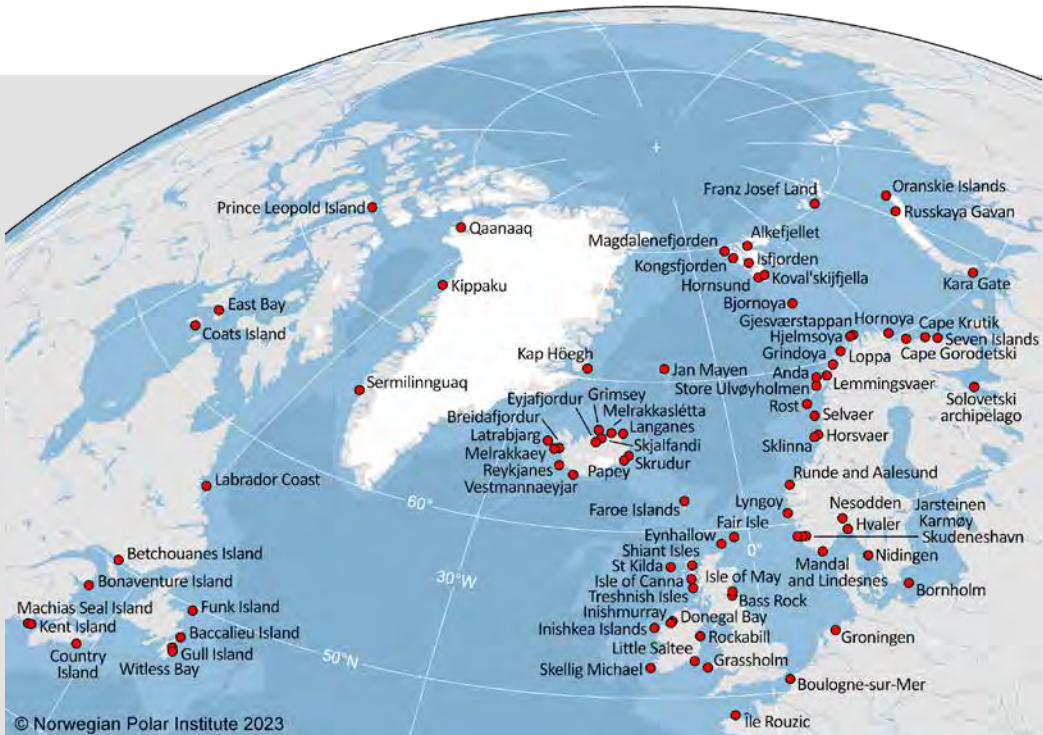 Franz Josef Land
Oranskie Islands
Russkaya Gavan
Prince Leopold Island
Qaanaaq
Alkefjellet
Magdalenefjorden
Isfjorden
Kongsfjorden
Koval'skijfjella
Hornsund
Kara Gate
Kippaku
Bjornoya
East Bay
Coats Island
Gjesværstappan
Hornoya
Cape Krutik
Hjelmsoya
Seven Islands
Cape Gorodetski
Grindoya
Loppa
Kap Höegh
Jan Mayen
Anda
Lemmingsvaer
Store Ulvøyholmen
Solovetski
archipelago
Sermilinnguaq
Grimsey
Eyjafjordur
Melrakkaslétta
Rost
Selvaer
Breidafjordur
Langanes
Latrabjarg
Skjalfandi
Sklinna
Horsvaer
Melrakkaey
Skrudur
Reykjanes
Papey
Vestmannaeyjar
Runde and Aalesund
Labrador Coast
60°
Faroe Islands
Lyngoy
Nesodden
Jarsteinen
Karmøy
Hvaler
Skudeneshavn
Fair Isle
Eynhallow
0°
Shiant Isles
Nidingen
Betchouanes Island
St Kilda
Mandal
and Lindesnes
Isle of May
30°W
Isle of Canna
Bornholm
Bonaventure Island
Treshnish Isles
Bass Rock
Machias Seal Island
Funk Island
Inishmurray
Donegal Bay
Kent Island
Inishkea Islands
Rockabill
Groningen
Baccalieu Island
Country
Island
Gull Island
Little Saltee
50°N
Witless Bay
Skellig Michael
Grassholm
Boulogne-sur-Mer
Île Rouzic
© Norwegian Polar Institute 2023